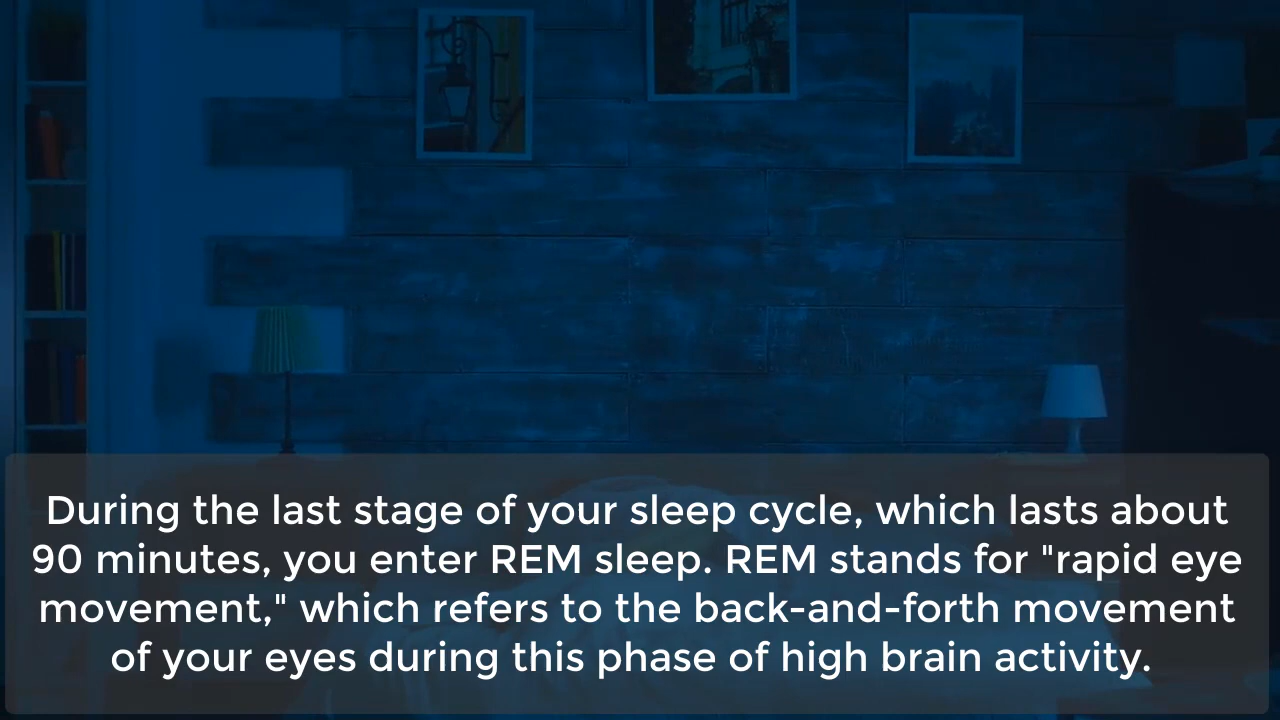 During the last stage of your sleep cycle, which lasts about
90 minutes, you enter REM sleep. REM stands for "rapid eye
movement," which refers to the back-and-forth movement
of your eyes during this phase of high brain activity.